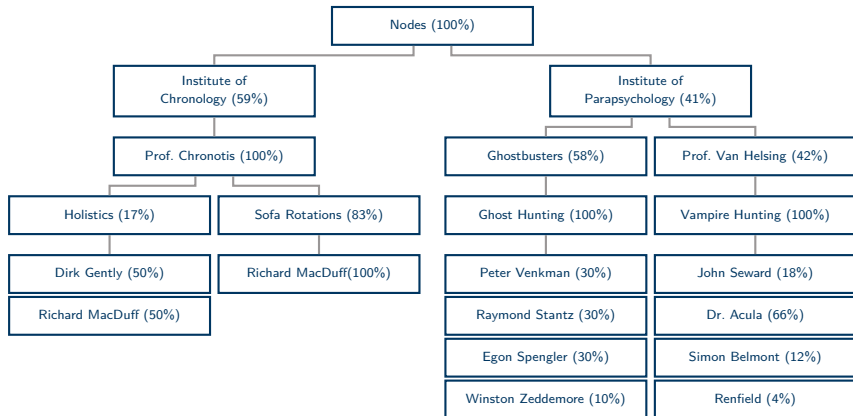 Nodes (100%)
Institute of
Chronology (59%)
Institute of
Parapsychology (41%)
Prof. Chronotis (100%)
Ghostbusters (58%)
Prof. Van Helsing (42%)
Holistics (17%)
Sofa Rotations (83%)
Ghost Hunting (100%)
Vampire Hunting (100%)
Dirk Gently (50%)
Richard MacDuff(100%)
Peter Venkman (30%)
John Seward (18%)
Richard MacDuff (50%)
Raymond Stantz (30%)
Dr. Acula (66%)
Egon Spengler (30%)
Simon Belmont (12%)
Winston Zeddemore (10%)
Renfield (4%)